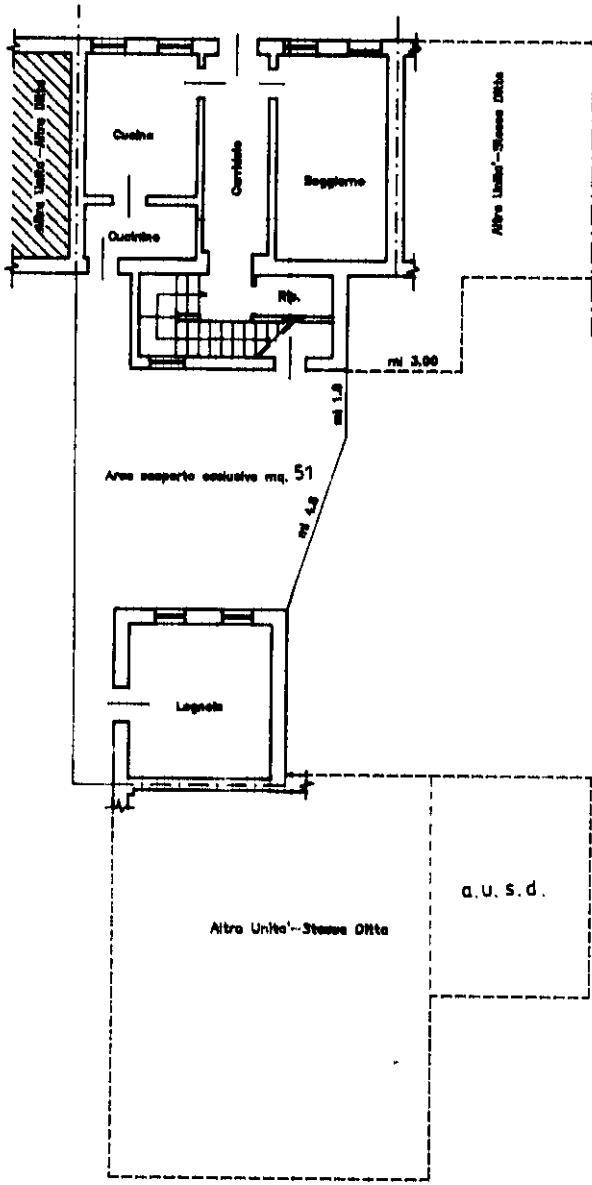 Altra Unita'-Altra Ditta
Cucina
Corridoio
Soggiorno
Altra Unita'-Stessa Ditta
Cucinino
Rip.
ml 3.00
ml 1.8
Area scoperta esclusiva mq. 51
ml 4.8
Legnaia
a.u.s.d.
Altra Unita'-Stessa Ditta